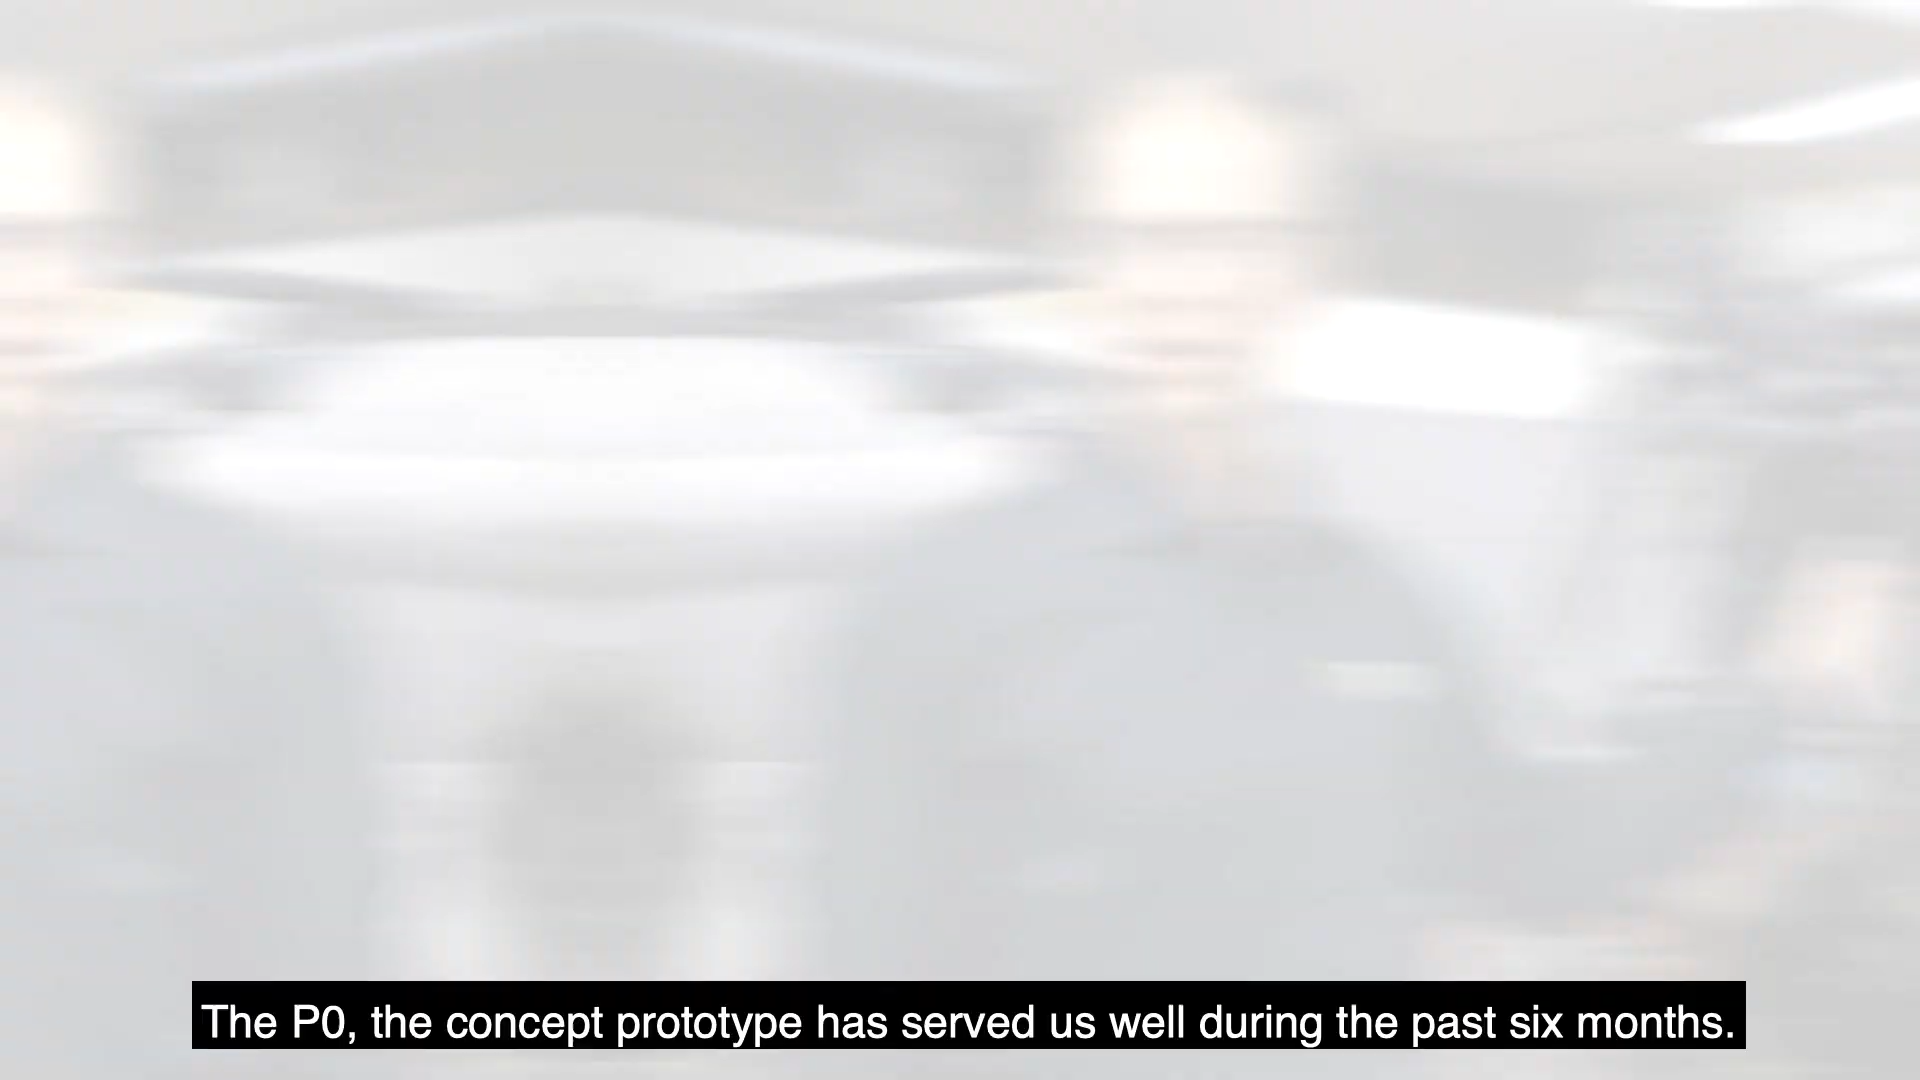 The P0, the concept prototype has served us well during the past six months.